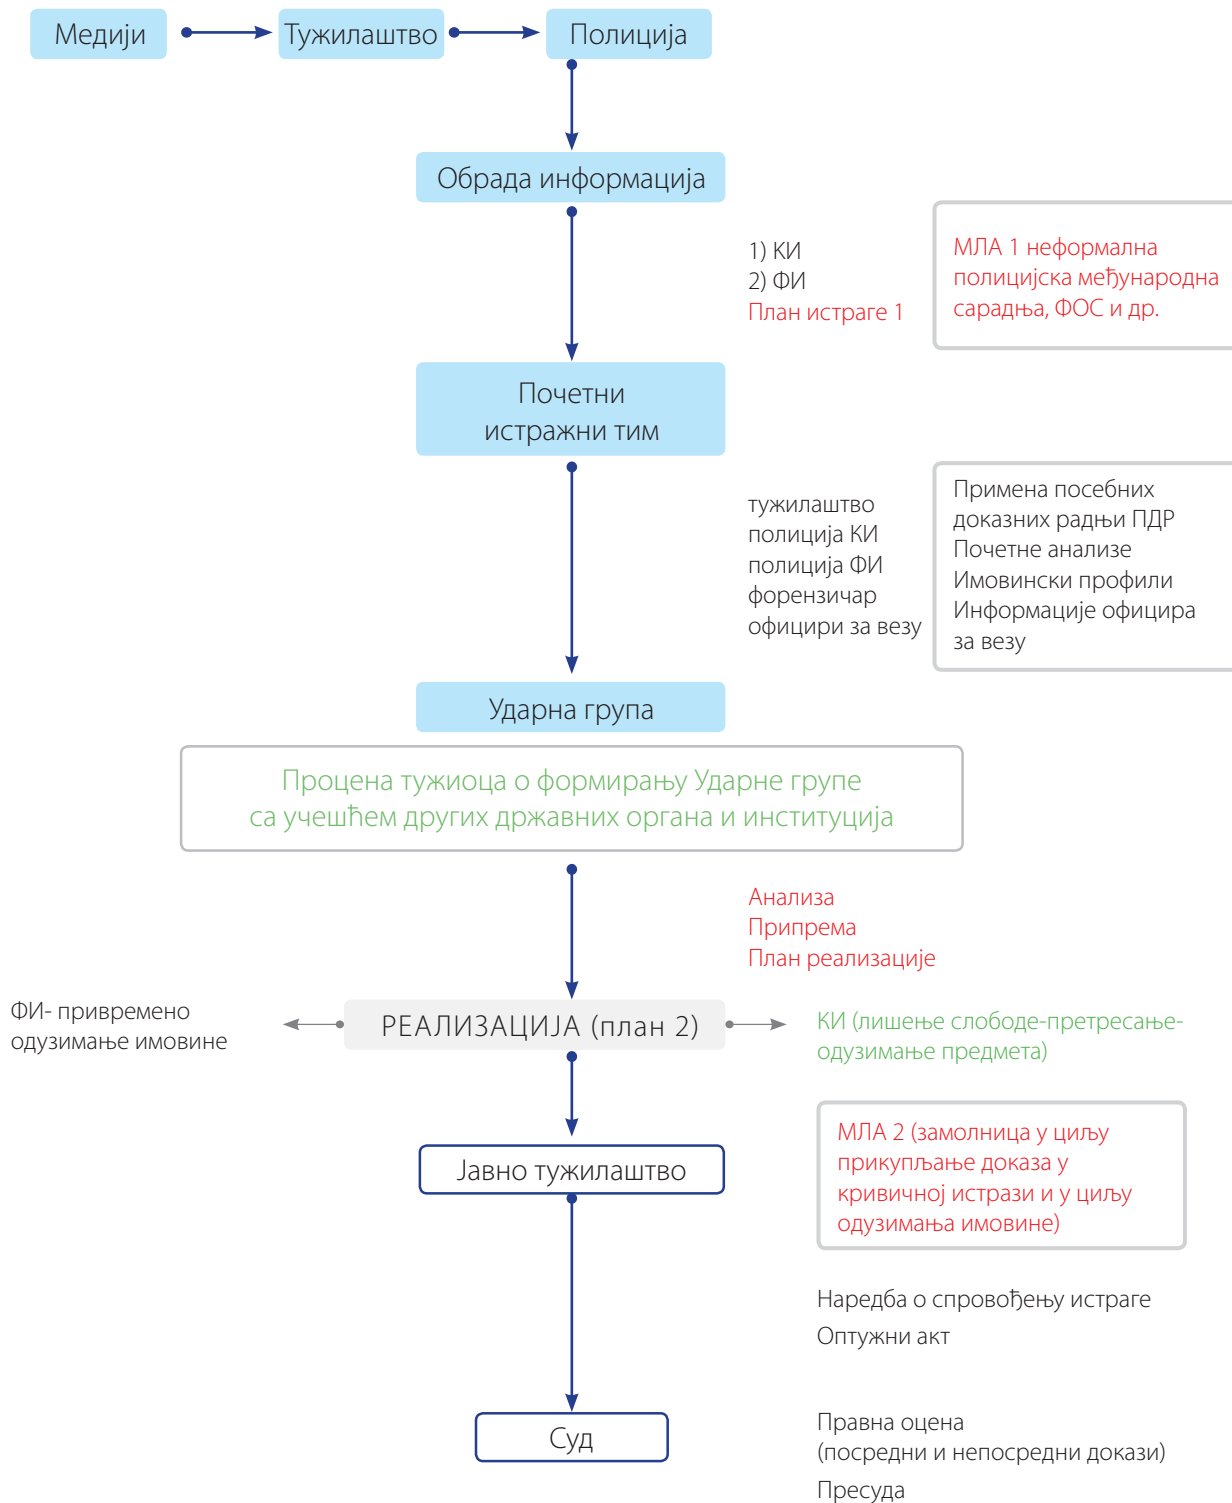 Медији
Тужилаштво
Полиција
Обрада информација
1) КИ
2) ФИ
План истраге 1
МЛА 1 неформална
полицијска међународна
сарадња, ФОС и др.
Почетни
истражни тим
тужилаштво
полиција КИ
полиција ФИ
форензичар
официри за везу
Примена посебних
доказних радњи ПДР
Почетне анализе
Имовински профили
Информације официра
за везу
Ударна група
Процена тужиоца о формирању Ударне групе
са учешћем других државних органа и институција
Анализа
Припрема
План реализације
ФИ- привремено
одузимање имовине
РЕАЛИЗАЦИЈА (план 2)
КИ (лишење слободе-претресање-
одузимање предмета)
Јавно тужилаштво
МЛА 2 (замолница у циљу
прикупљање доказа у
кривичној истрази и у циљу
одузимања имовине)
Наредба о спровођењу истраге
Оптужни акт
Суд
Правна оцена
(посредни и непосредни докази)
Пресуда